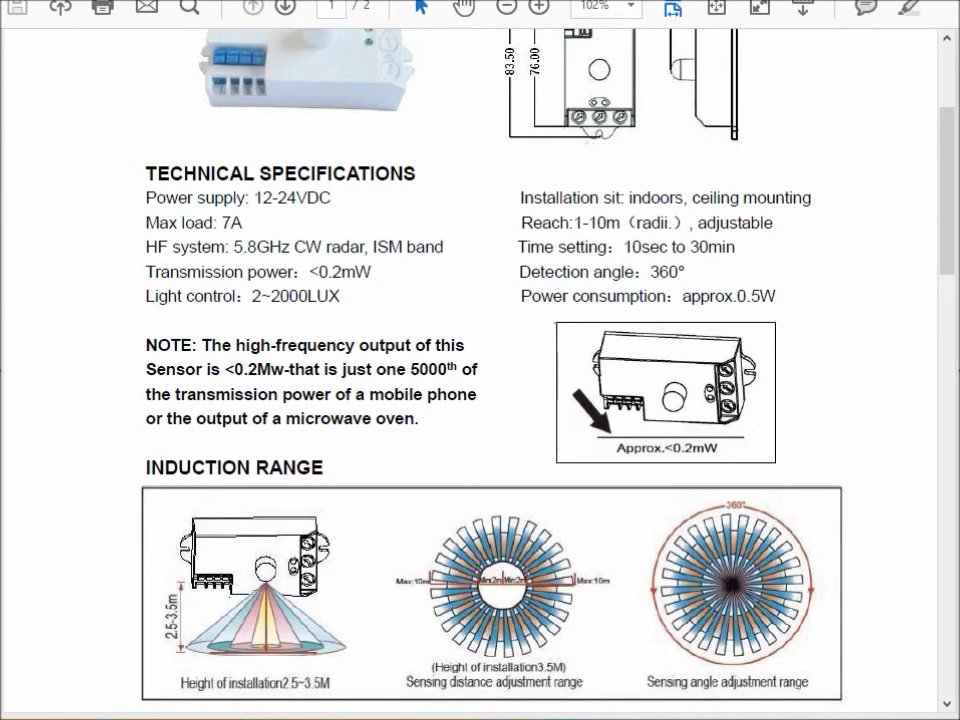 1 / 2
102%
83.50
76.00
TECHNICAL SPECIFICATIONS
Power supply: 12-24VDC
Installation sit: indoors, ceiling mounting
Max load: 7A
Reach:1-10m（radii.）, adjustable
HF system: 5.8GHz CW radar, ISM band
Time setting：10sec to 30min
Transmission power：<0.2mW
Detection angle：360°
Light control：2~2000LUX
Power consumption：approx.0.5W
NOTE: The high-frequency output of this
Sensor is <0.2Mw-that is just one 5000th of
the transmission power of a mobile phone
or the output of a microwave oven.
Approx.<0.2mW
INDUCTION RANGE
2.5-3.5m
Height of installation2.5~3.5M
Max:10m
Min2m
Min2m
Max:10m
(Height of installation3.5M)
Sensing distance adjustment range
360°
Sensing angle adjustment range